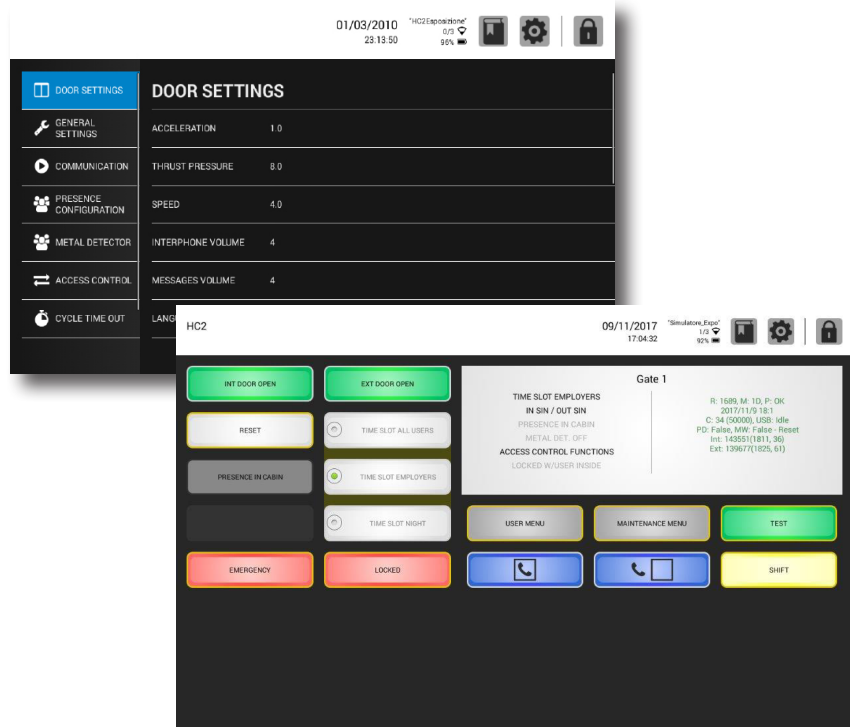 01/03/2010
23:13:50
"HC2Esposizione"
0/3
96%
DOOR SETTINGS
GENERAL
SETTINGS
COMMUNICATION
PRESENCE
CONFIGURATION
METAL DETECTOR
ACCESS CONTROL
CYCLE TIME OUT
DOOR SETTINGS
ACCELERATION 1.0
THRUST PRESSURE 8.0
SPEED 4.0
INTERPHONE VOLUME 4
MESSAGES VOLUME 4
LANG
HC2
09/11/2017
17:04:32
"Simulatore_Expo"
1/3
92%
INT DOOR OPEN
EXT DOOR OPEN
RESET
TIME SLOT ALL USERS
PRESENCE IN CABIN
TIME SLOT EMPLOYERS
TIME SLOT NIGHT
EMERGENCY
LOCKED
Gate 1
TIME SLOT EMPLOYERS
IN SIN / OUT SIN
PRESENCE IN CABIN
METAL DET. OFF
ACCESS CONTROL FUNCTIONS
LOCKED W/USER INSIDE
R: 1689, M: 1D, P: OK
2017/11/9 18:1
C: 34 (50000), USB: Idle
PD: False, MW: False - Reset
Int: 143551(1811, 36)
Ext: 139677(1825, 61)
USER MENU
MAINTENANCE MENU
TEST
SHIFT